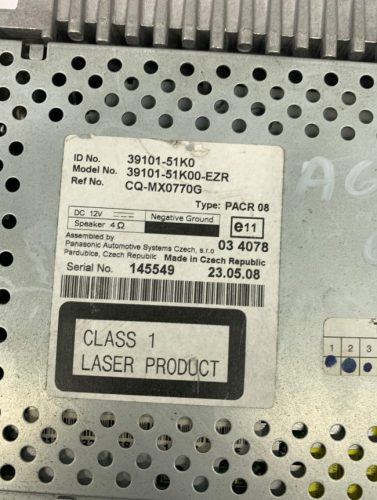 ID No. 39101-51K0
Model No. 39101-51K00-EZR
Ref No. CQ-MX0770G
Type: PACR 08
DC 12V Negative Ground
Speaker 4Ω
e11
03 4078
Assembled by
Panasonic Automotive Systems Czech, s.r.o
Pardubice, Czech Republic Made in Czech Republic
Serial No. 145549 23.05.08
CLASS 1
LASER PRODUCT
1 2 3
AG